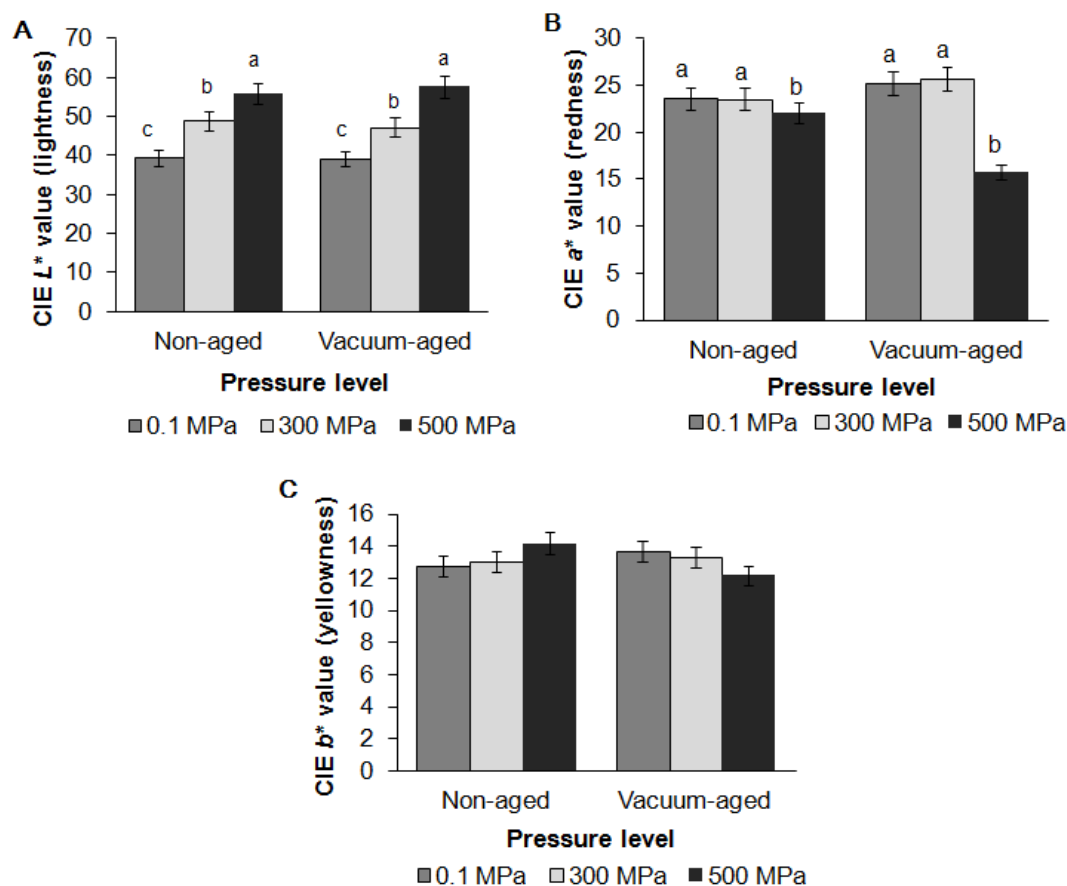 A
CIE L* value (lightness)
70
60
50
40
30
20
10
0
c
b
a
c
b
a
Non-aged
Vacuum-aged
Pressure level
0.1 MPa 300 MPa 500 MPa
B
CIE a* value (redness)
30
25
20
15
10
5
0
a
a
b
a
a
b
Non-aged
Vacuum-aged
Pressure level
0.1 MPa 300 MPa 500 MPa
C
CIE b* value (yellowness)
16
14
12
10
8
6
4
2
0
Non-aged
Vacuum-aged
Pressure level
0.1 MPa 300 MPa 500 MPa